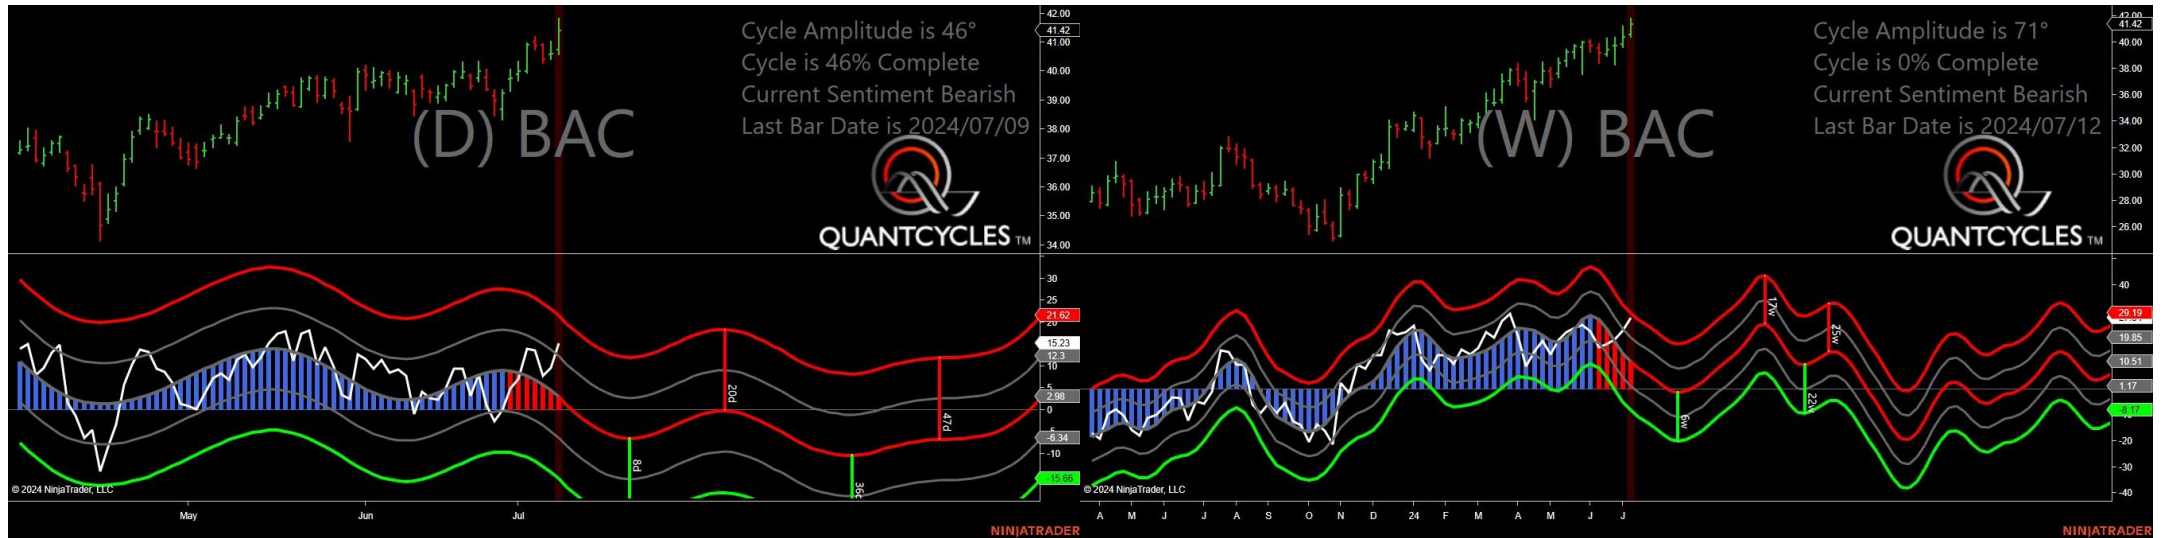 Cycle Amplitude is 46°
Cycle is 46% Complete
Current Sentiment Bearish
Last Bar Date is 2024/07/09
(D) BAC
QUANTCYCLES TM
42.00
41.42
41.00
40.00
39.00
38.00
37.00
36.00
35.00
34.00
30
25
21.62
20
15.23
12.3
10
5
2.98
0
-6.34
-10
-15.66
20d
47d
8d
© 2024 NinjaTrader, LLC
May
Jun
Jul
NINJATRADER
Cycle Amplitude is 71°
Cycle is 0% Complete
Current Sentiment Bearish
Last Bar Date is 2024/07/12
(W) BAC
QUANTCYCLES TM
42.00
41.42
40.00
38.00
36.00
34.00
32.00
30.00
28.00
26.00
40
29.19
19.85
10.51
1.17
-8.17
-20
-30
-40
17w
6w
22w
© 2024 NinjaTrader, LLC
A M J J A S O N D 24 F M A M J J
NINJATRADER